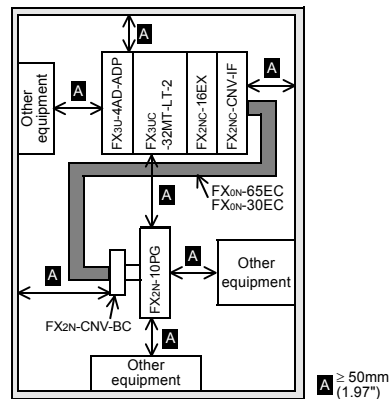 A
Other
equipment
A
FX3U-4AD-ADP
FX3UC
-32MT-LT-2
FX2NC-16EX
FX2NC-CNV-IF
A
A
FX0N-65EC
FX0N-30EC
A
FX2N-10PG
A
Other
equipment
FX2N-CNV-BC
A
Other
equipment
A ≥ 50mm
(1.97")